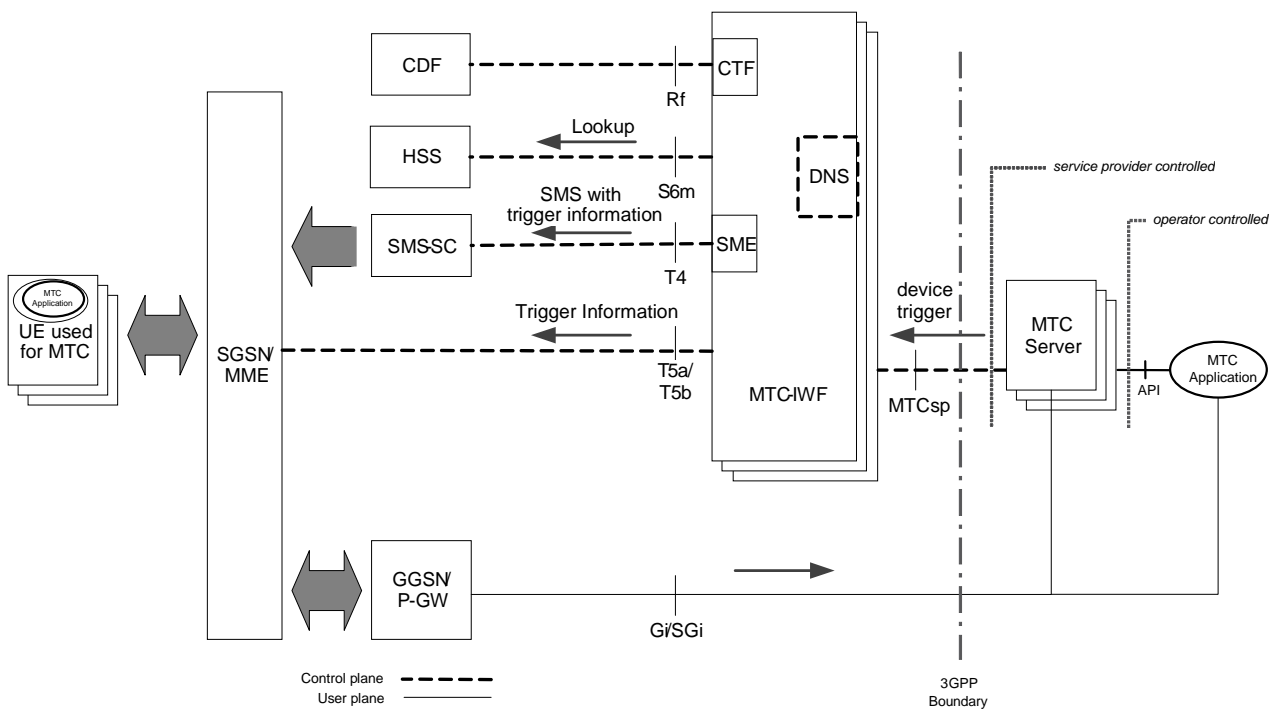 CDF
CTF
Rf
Lookup
HSS
DNS
S6m
service provider controlled
SMS with
trigger information
operator controlled
SMS-SC
SME
T4
MTC
Application
UE used
for MTC
device
trigger
Trigger Information
MTC
Server
SGSN/
MME
T5a/
T5b
MTC-IWF
MTCsp
API
MTC
Application
GGSN/
P-GW
Gi/SGi
Control plane
User plane
3GPP
Boundary